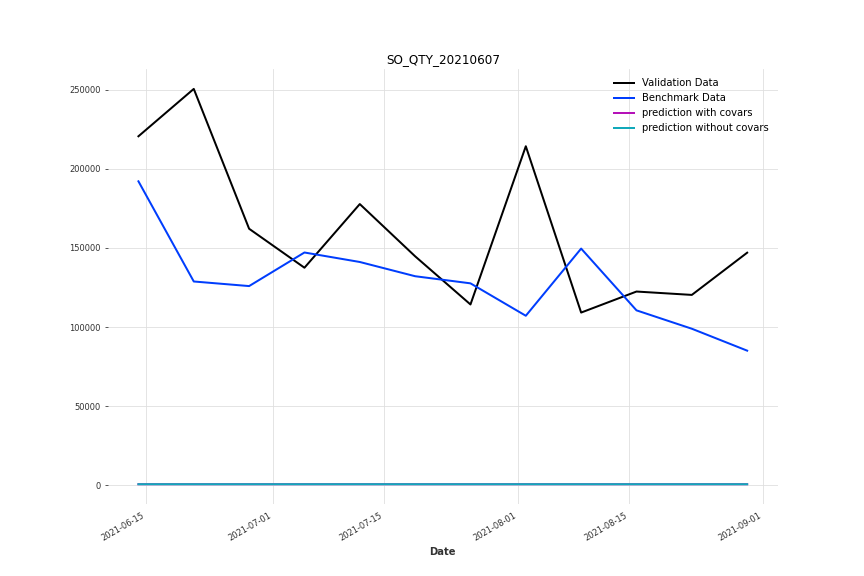 SO_QTY_20210607
Validation Data
Benchmark Data
prediction with covars
prediction without covars
250000
200000
150000
100000
50000
0
2021-06-15
2021-07-01
2021-07-15
2021-08-01
2021-08-15
2021-09-01
Date